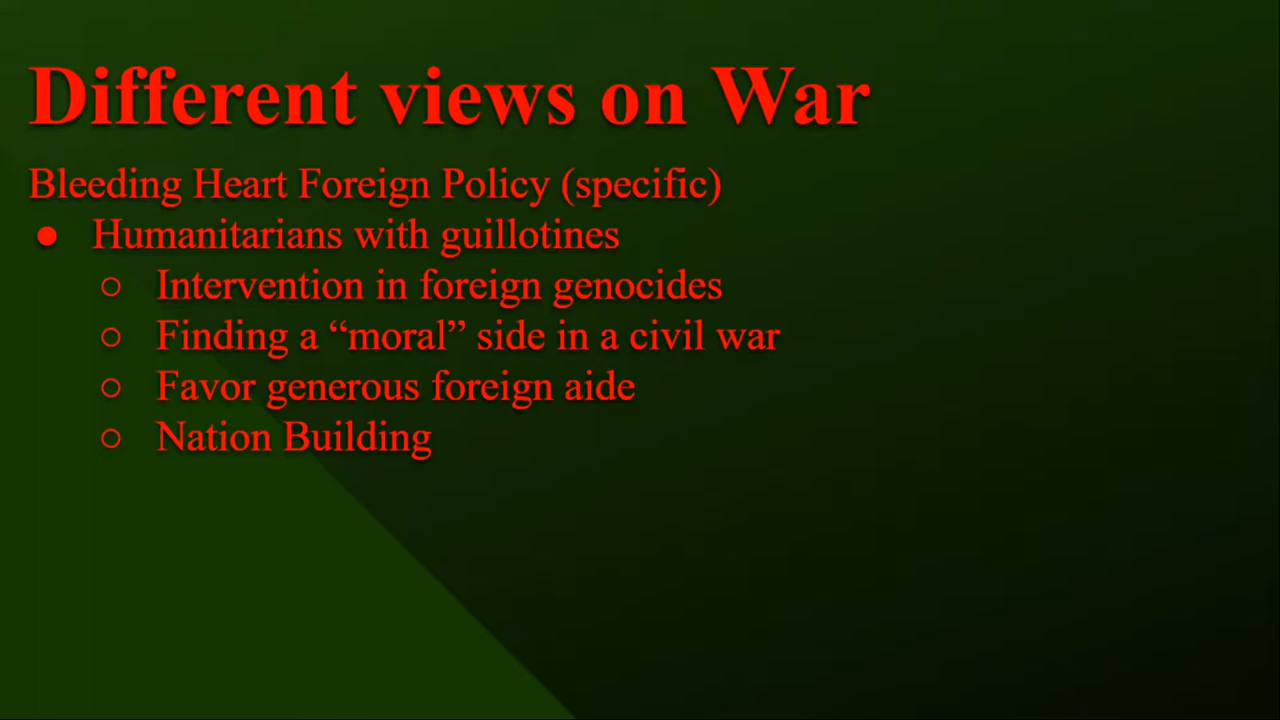 Different views on War
Bleeding Heart Foreign Policy (specific)
● Humanitarians with guillotines
○ Intervention in foreign genocides
○ Finding a “moral” side in a civil war
○ Favor generous foreign aide
○ Nation Building